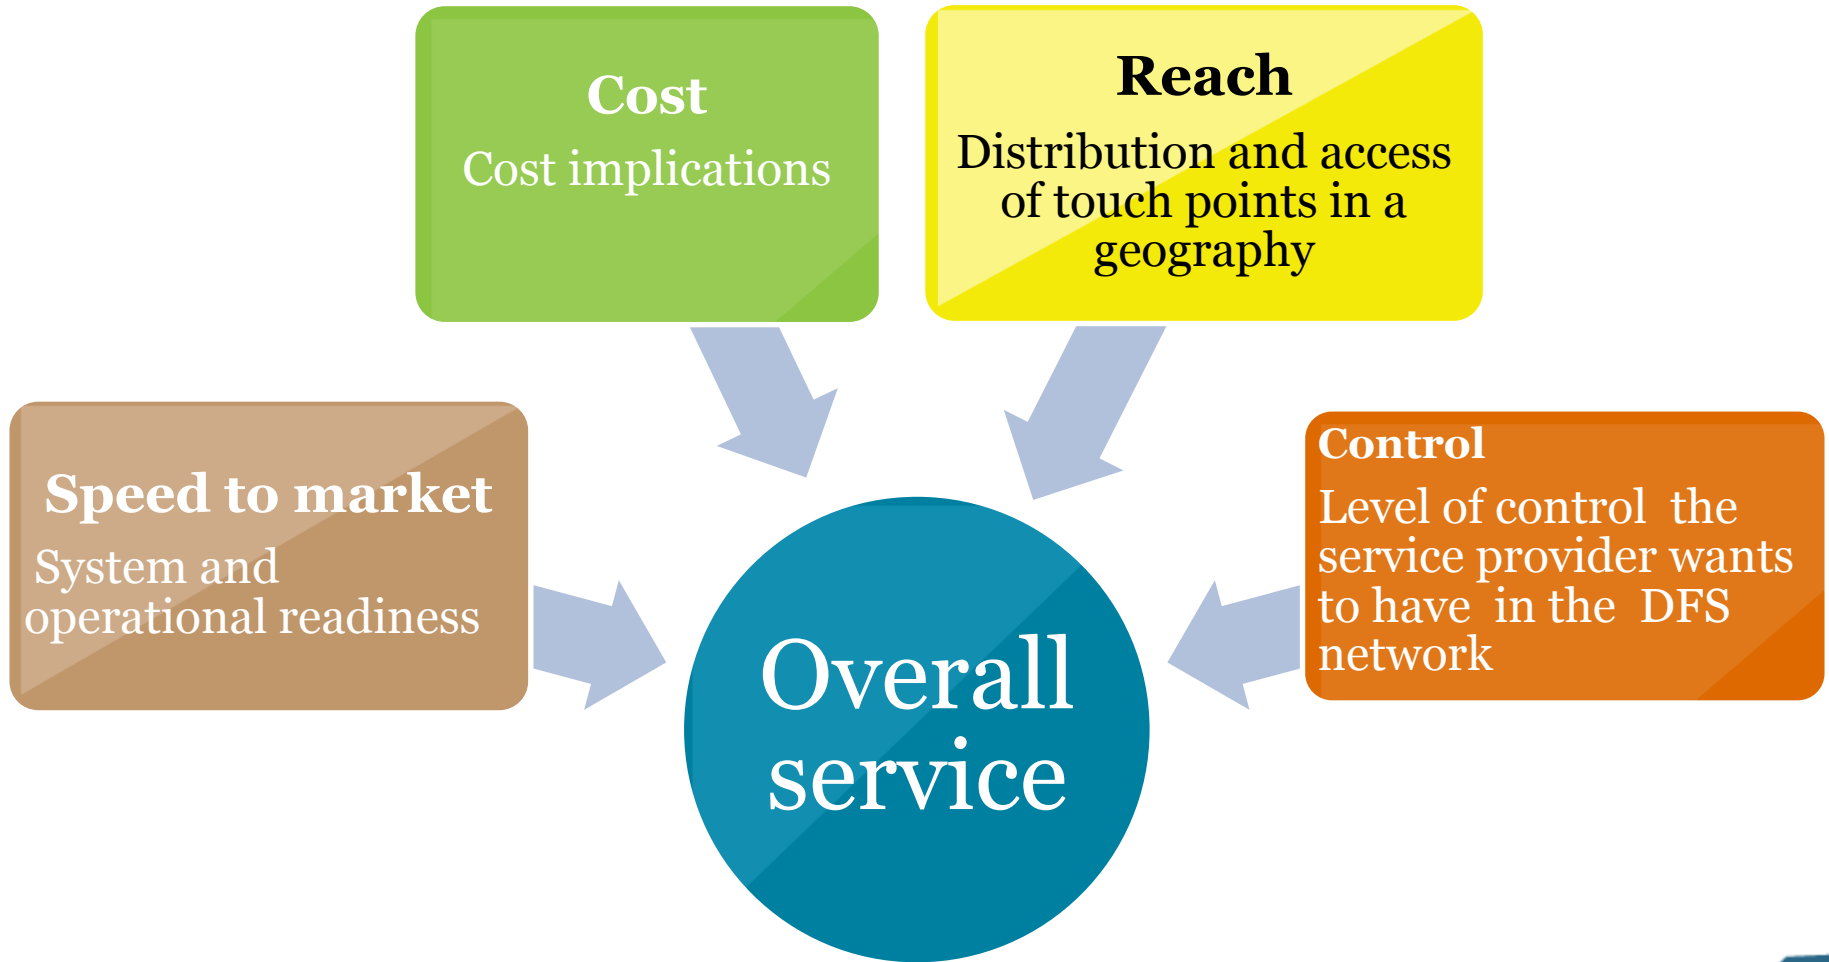 Cost
Cost implications
Reach
Distribution and access
of touch points in a
geography
Speed to market
System and
operational readiness
Control
Level of control the
service provider wants
to have in the DFS
network
Overall
service